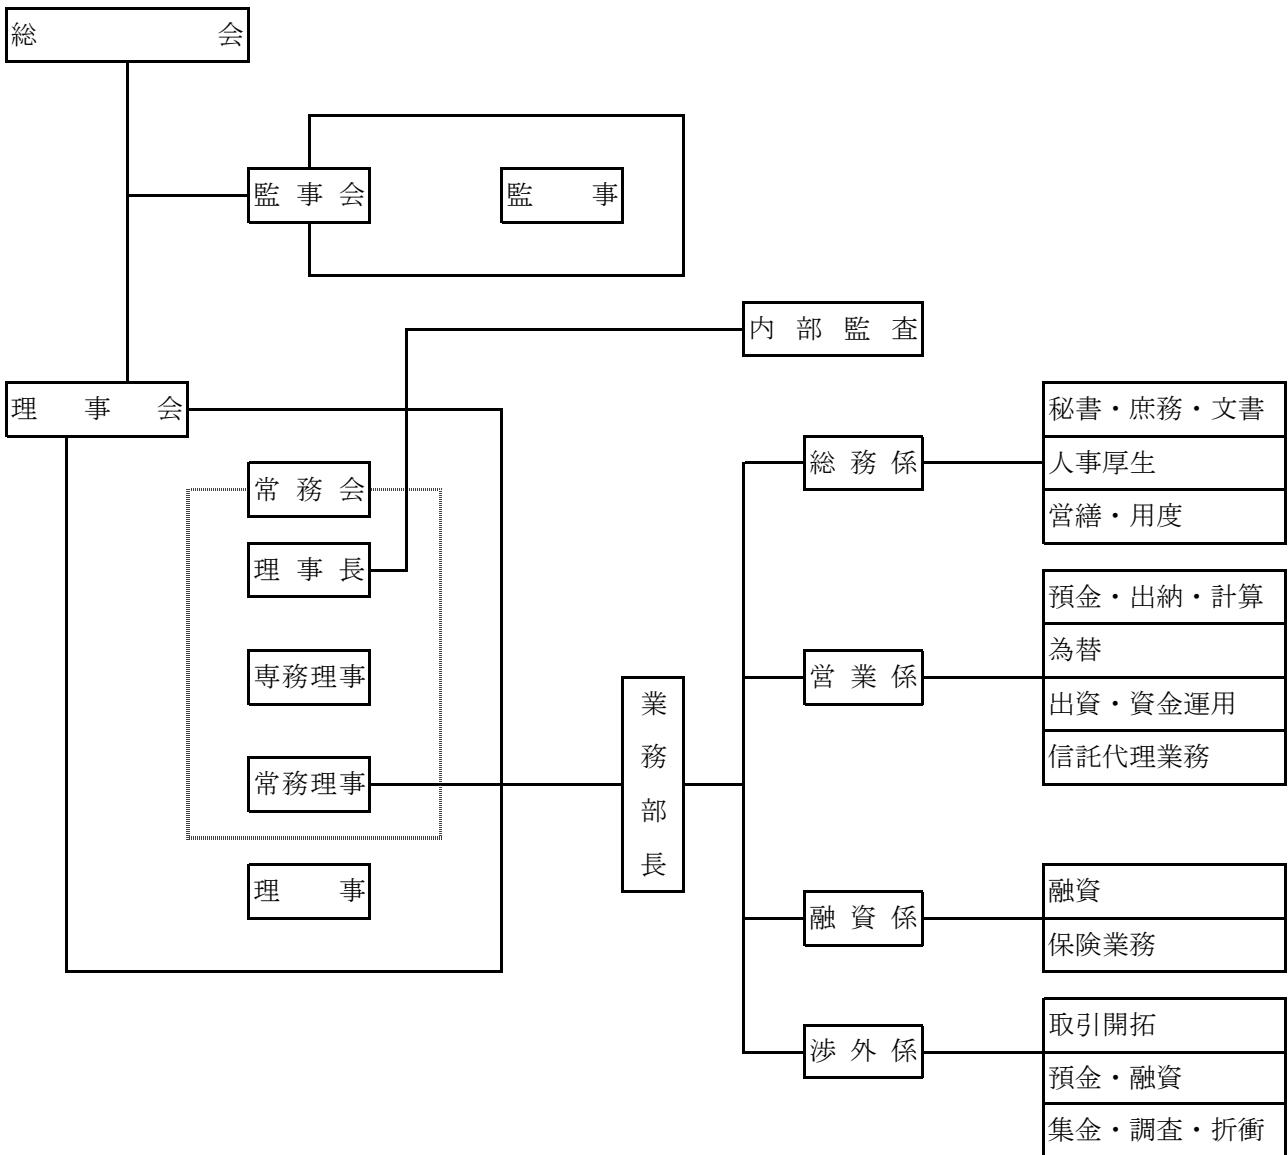 総会
監事会
監事
内部監査
理事会
常務会
理事長
専務理事
常務理事
理事
業務部長
総務係
秘書・庶務・文書
人事厚生
営繕・用度
営業係
預金・出納・計算
為替
出資・資金運用
信託代理業務
融資係
融資
保険業務
渉外係
取引開拓
預金・融資
集金・調査・折衝